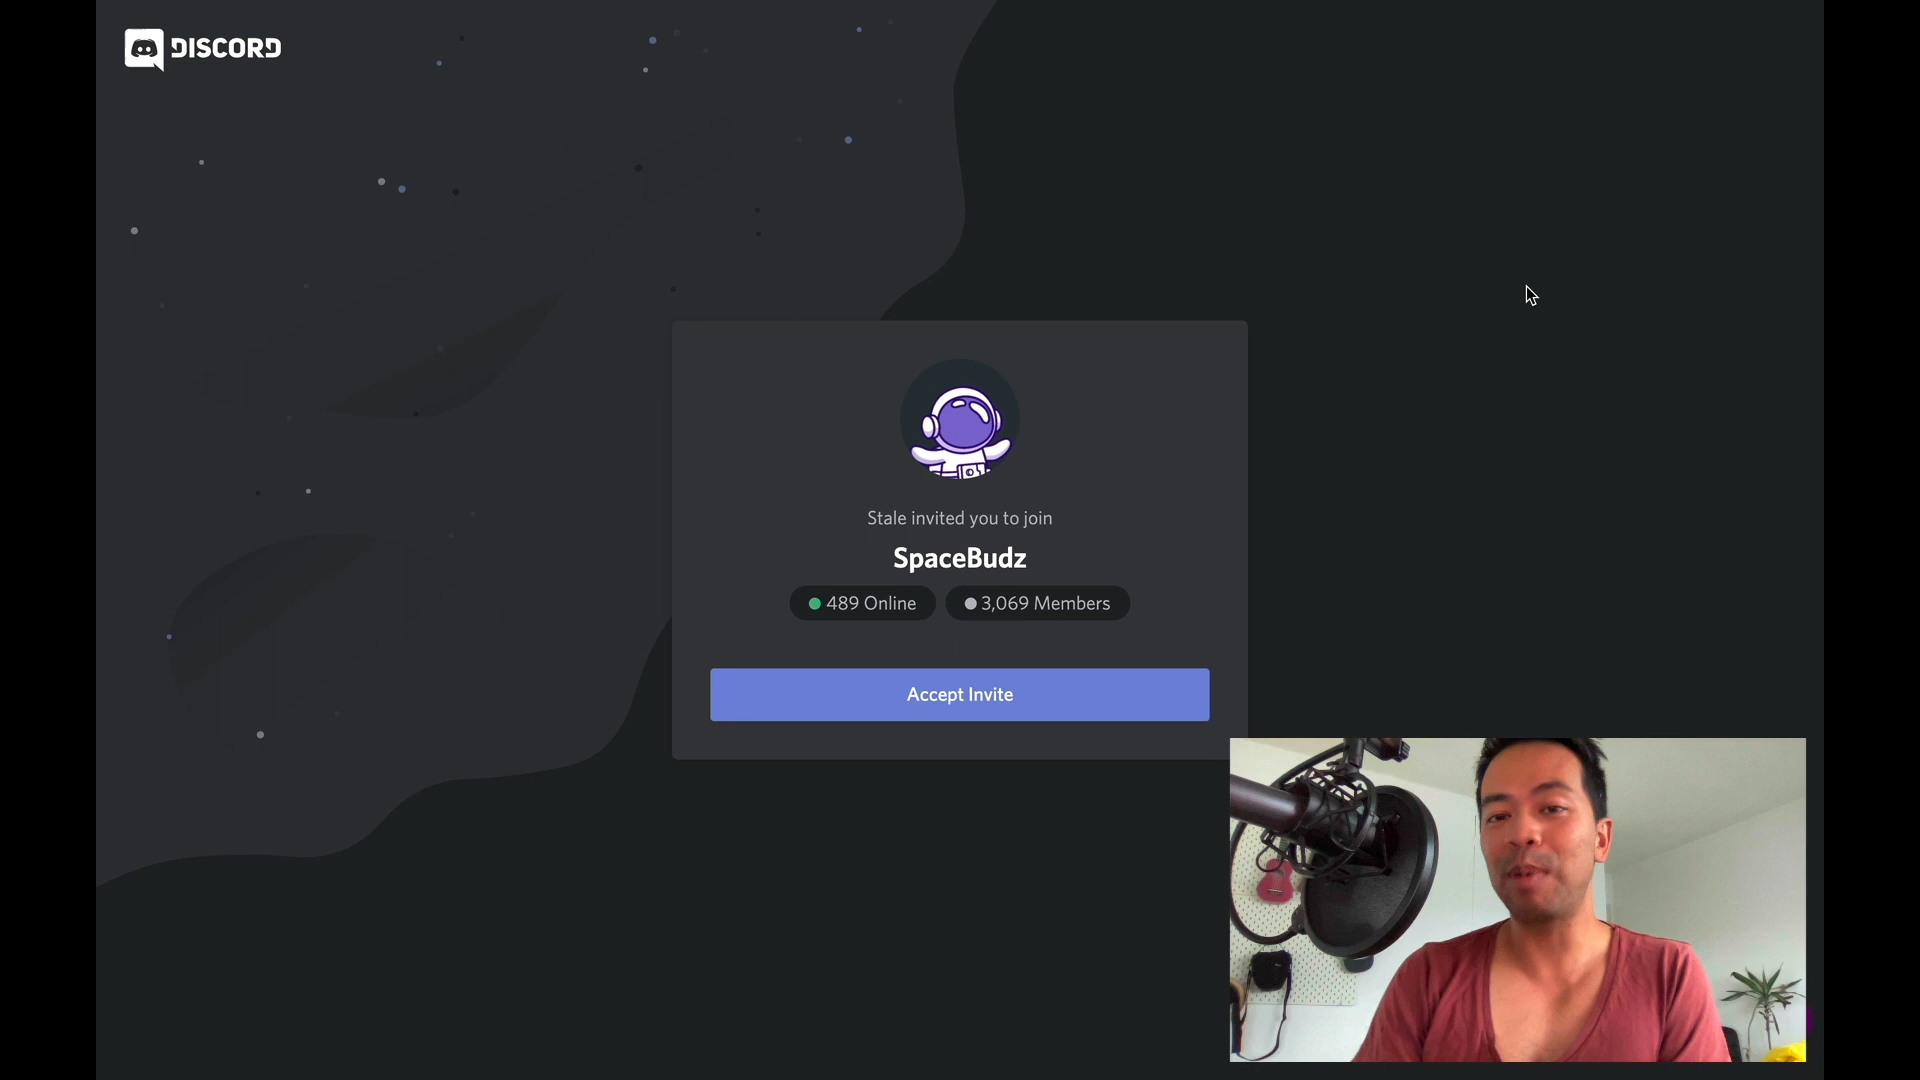 DISCORD
Stale invited you to join
SpaceBudz
489 Online 3,069 Members
Accept Invite